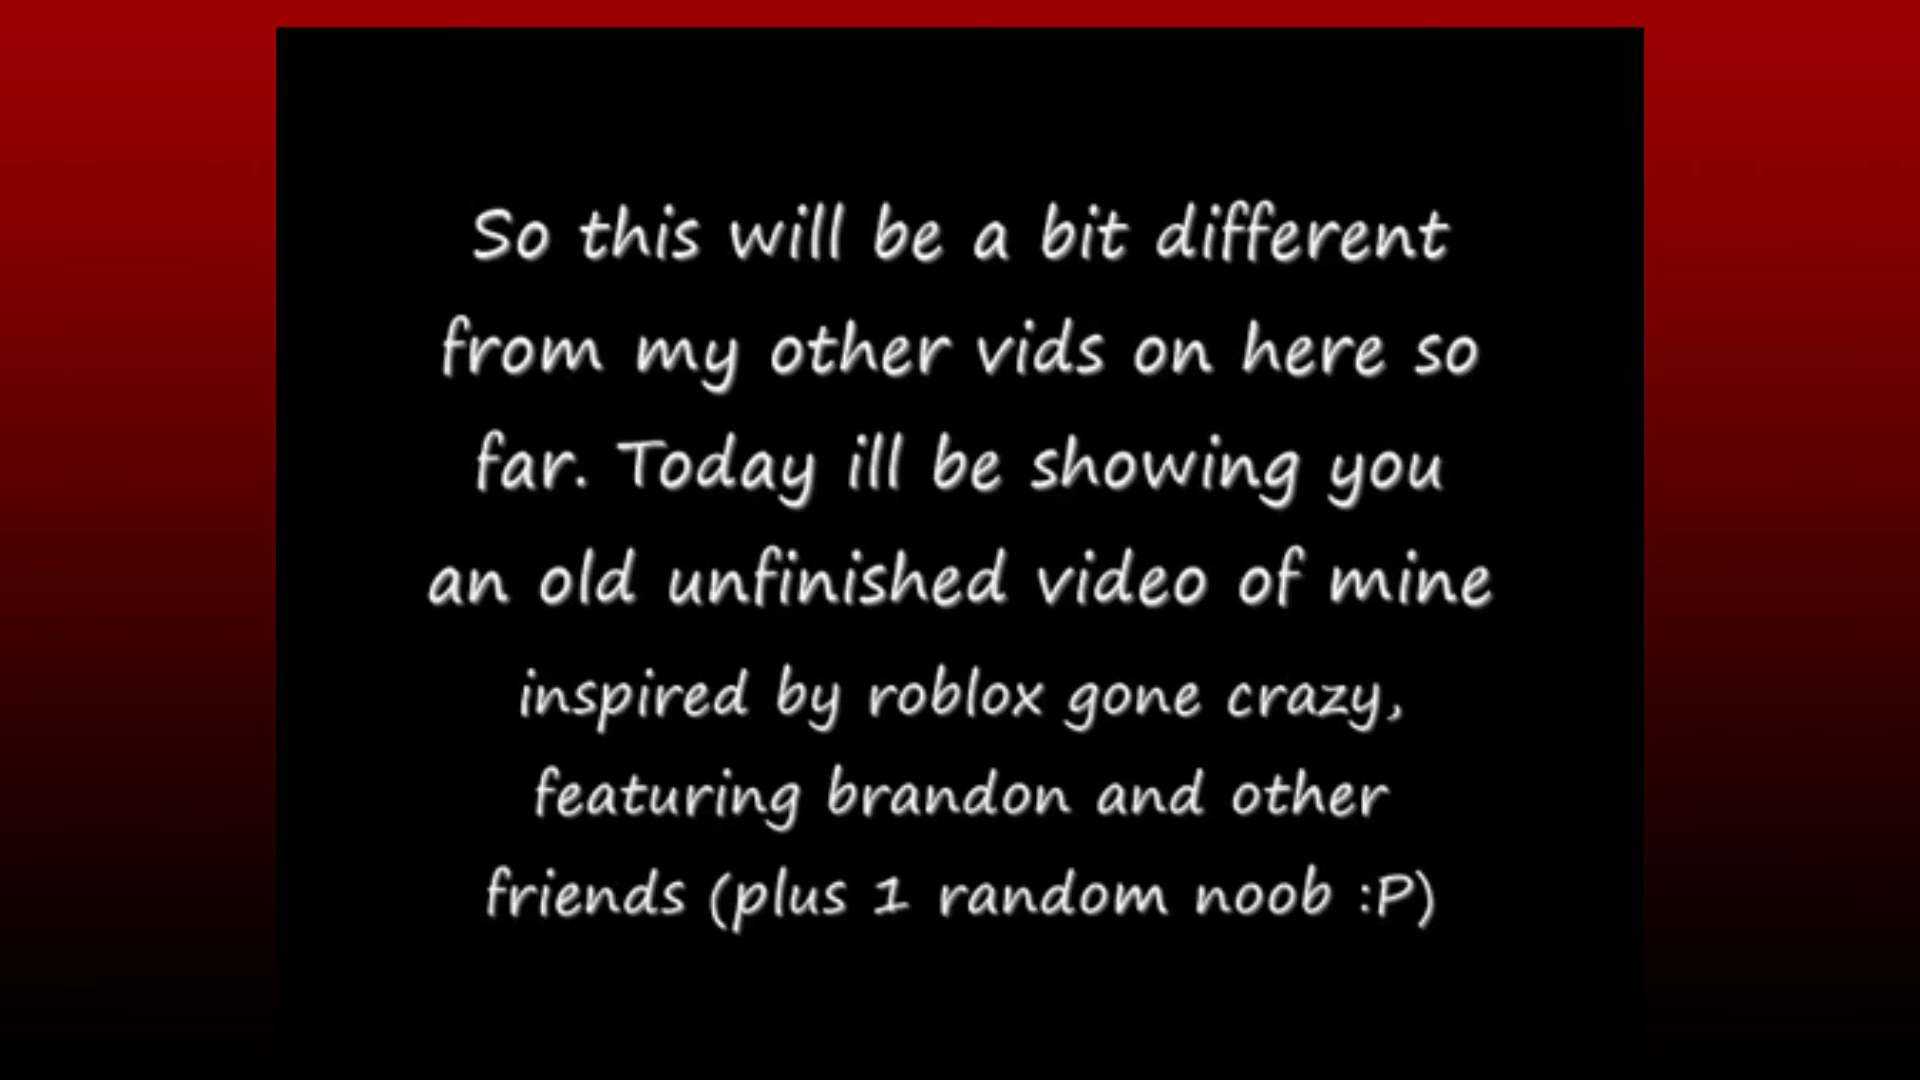 So this will be a bit different
from my other vids on here so
far. Today ill be showing you
an old unfinished video of mine
inspired by roblox gone crazy,
featuring brandon and other
friends (plus 1 random noob :P)